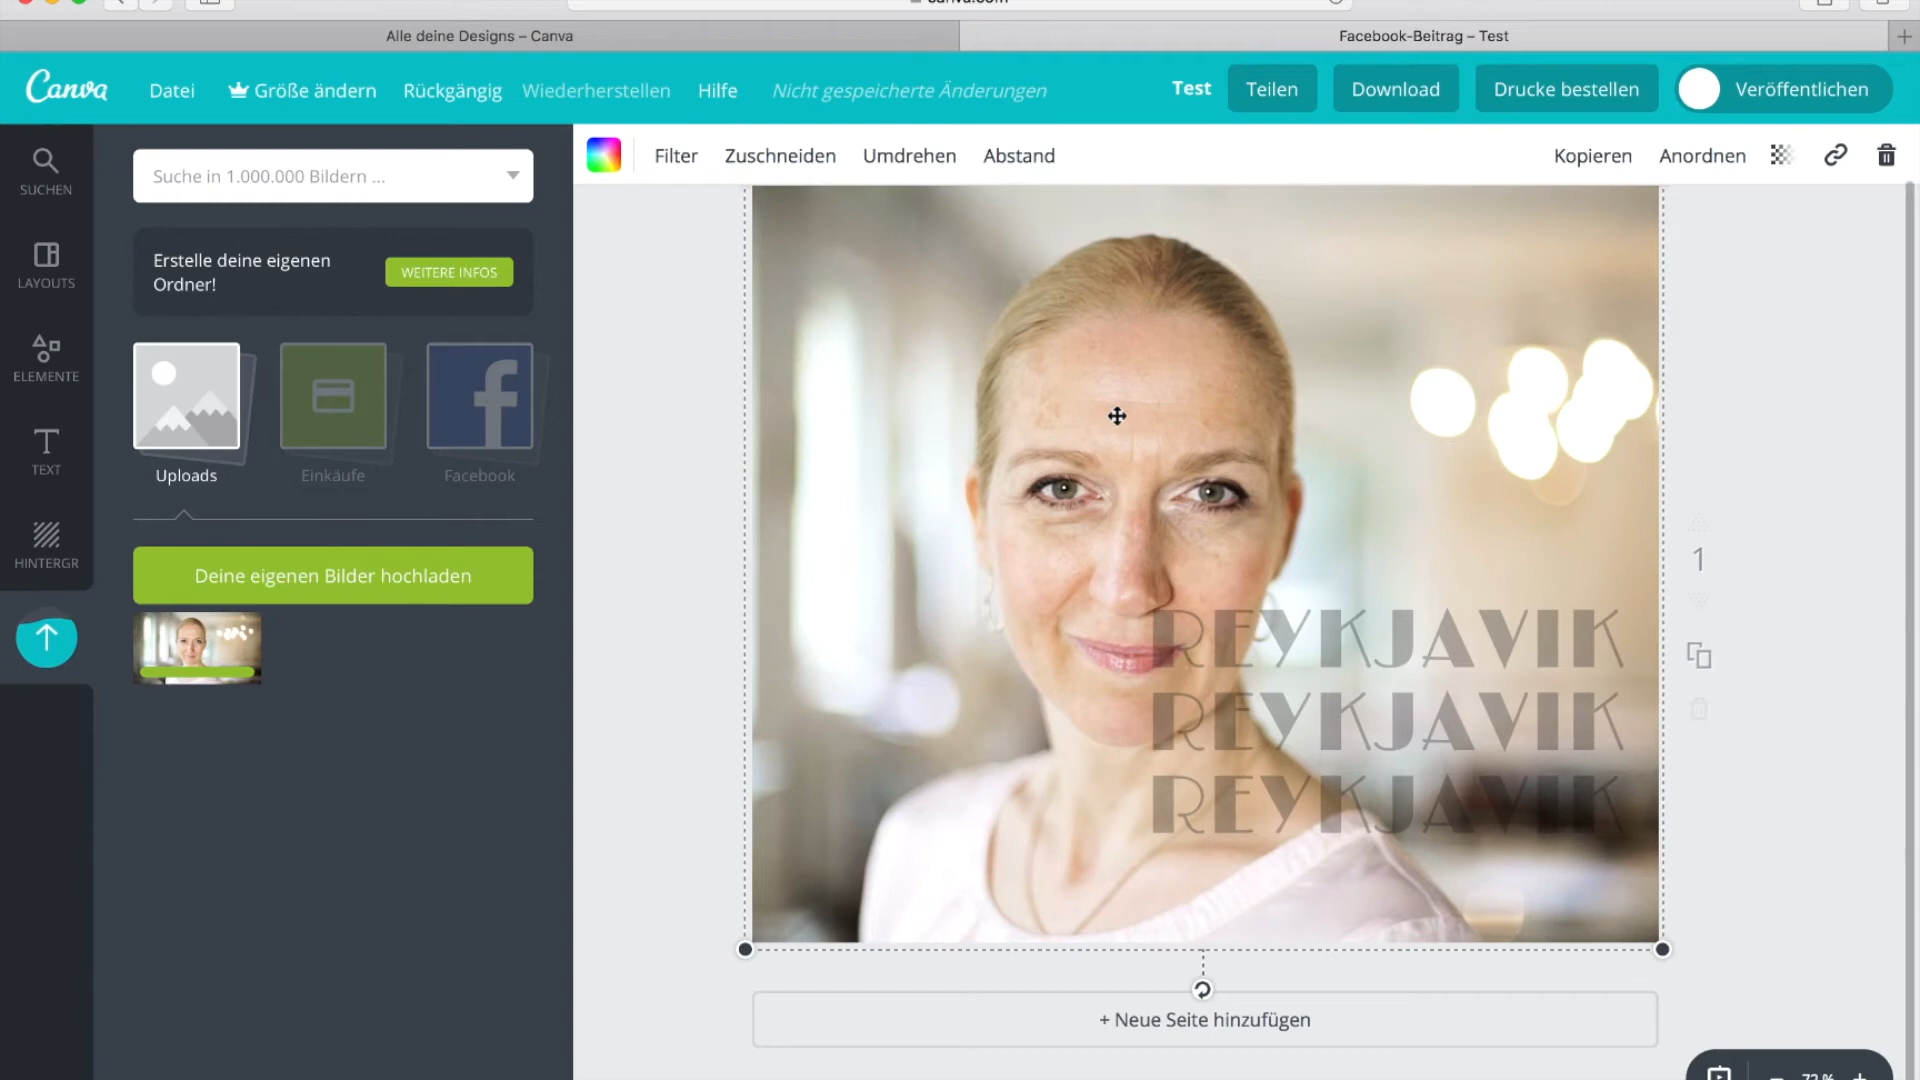 canva.com
Alle deine Designs – Canva
Facebook-Beitrag – Test
Canva
Datei
Größe ändern
Rückgängig
Wiederherstellen
Hilfe
Nicht gespeicherte Änderungen
Test
Teilen
Download
Drucke bestellen
Veröffentlichen
SUCHEN
LAYOUTS
ELEMENTE
TEXT
HINTERGR
Suche in 1.000.000 Bildern ...
Erstelle deine eigenen
Ordner!
WEITERE INFOS
Uploads
Einkäufe
Facebook
Deine eigenen Bilder hochladen
Filter
Zuschneiden
Umdrehen
Abstand
Kopieren
Anordnen
REYKJAVIK
REYKJAVIK
REYKJAVIK
1
+ Neue Seite hinzufügen
72 %